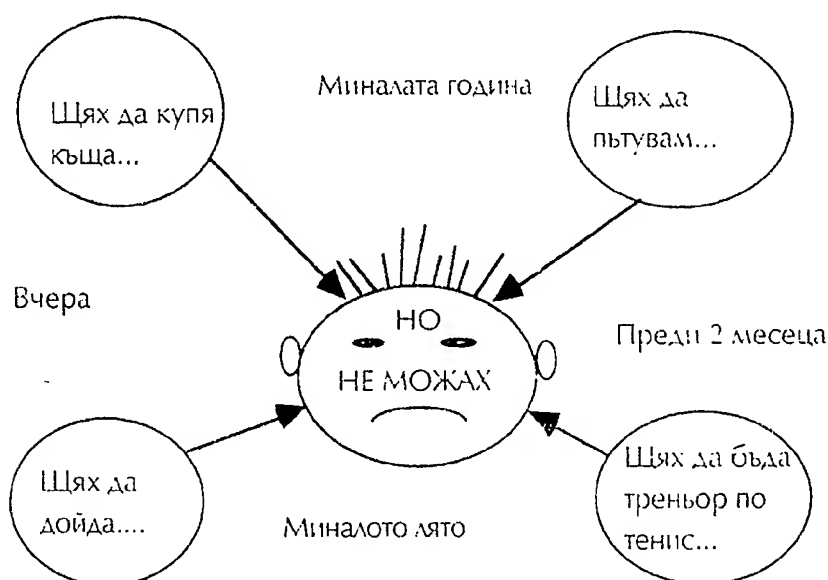 Миналата година
Щях да купя
къща...
Щях да
пътувам...
Вчера
НО
НЕ МОЖАХ
Преди 2 месеца
Щях да
дойда....
Миналото лято
Щях да бъда
треньор по
тенис...